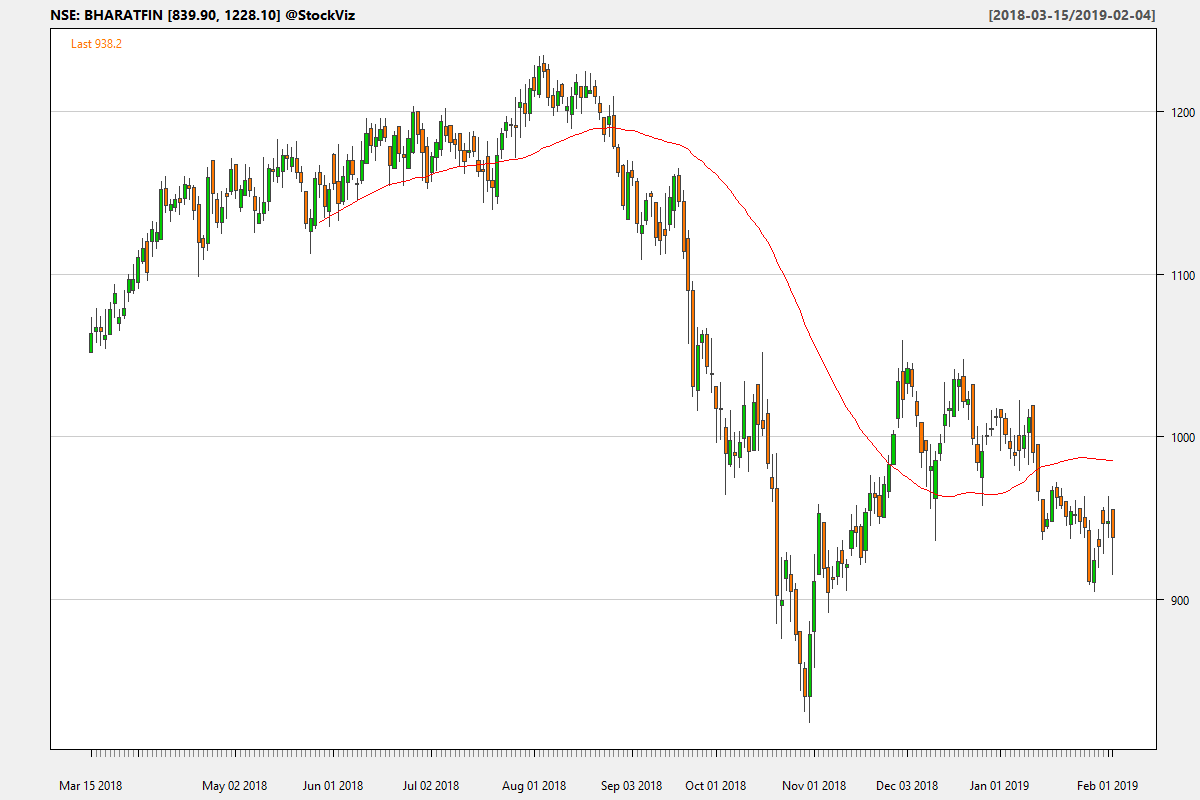 NSE: BHARATFIN [839.90, 1228.10] @StockViz [2018-03-15/2019-02-04]
Last 938.2
1200
1100
1000
900
Mar 15 2018 May 02 2018 Jun 01 2018 Jul 02 2018 Aug 01 2018 Sep 03 2018 Oct 01 2018 Nov 01 2018 Dec 03 2018 Jan 01 2019 Feb 01 2019